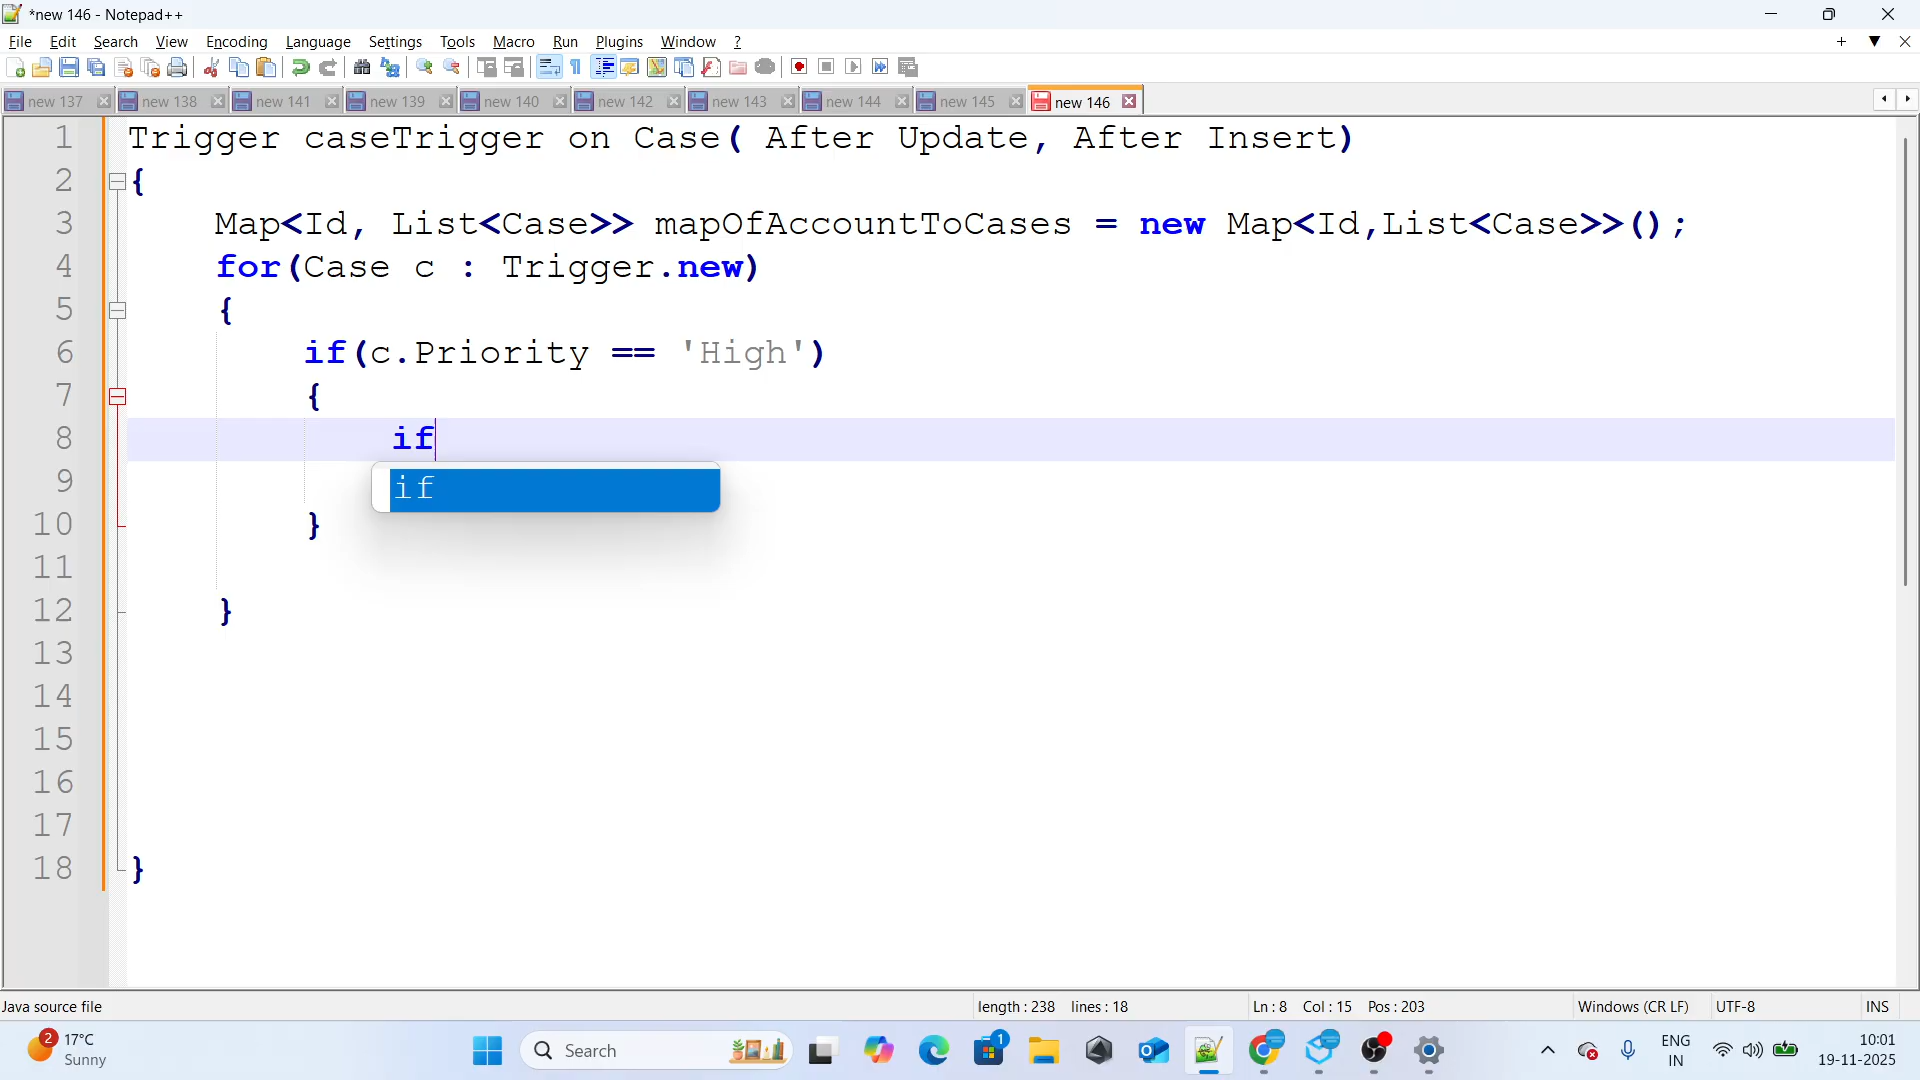 *new 146 - Notepad++
File Edit Search View Encoding Language Settings Tools Macro Run Plugins Window ?
new 137 new 138 new 141 new 139 new 140 new 142 new 143 new 144 new 145 new 146
1 Trigger caseTrigger on Case( After Update, After Insert)
2 {
3 Map<Id, List<Case>> mapOfAccountToCases = new Map<Id,List<Case>>();
4 for(Case c : Trigger.new)
5 {
6 if(c.Priority == 'High')
7 {
8 if
9 if
10 }
11
12 }
13
14
15
16
17
18 }
Java source file length : 238 lines : 18 Ln : 8 Col : 15 Pos : 203 Windows (CR LF) UTF-8 INS
2 17°C Search 1 ENG 10:01
Sunny IN 19-11-2025